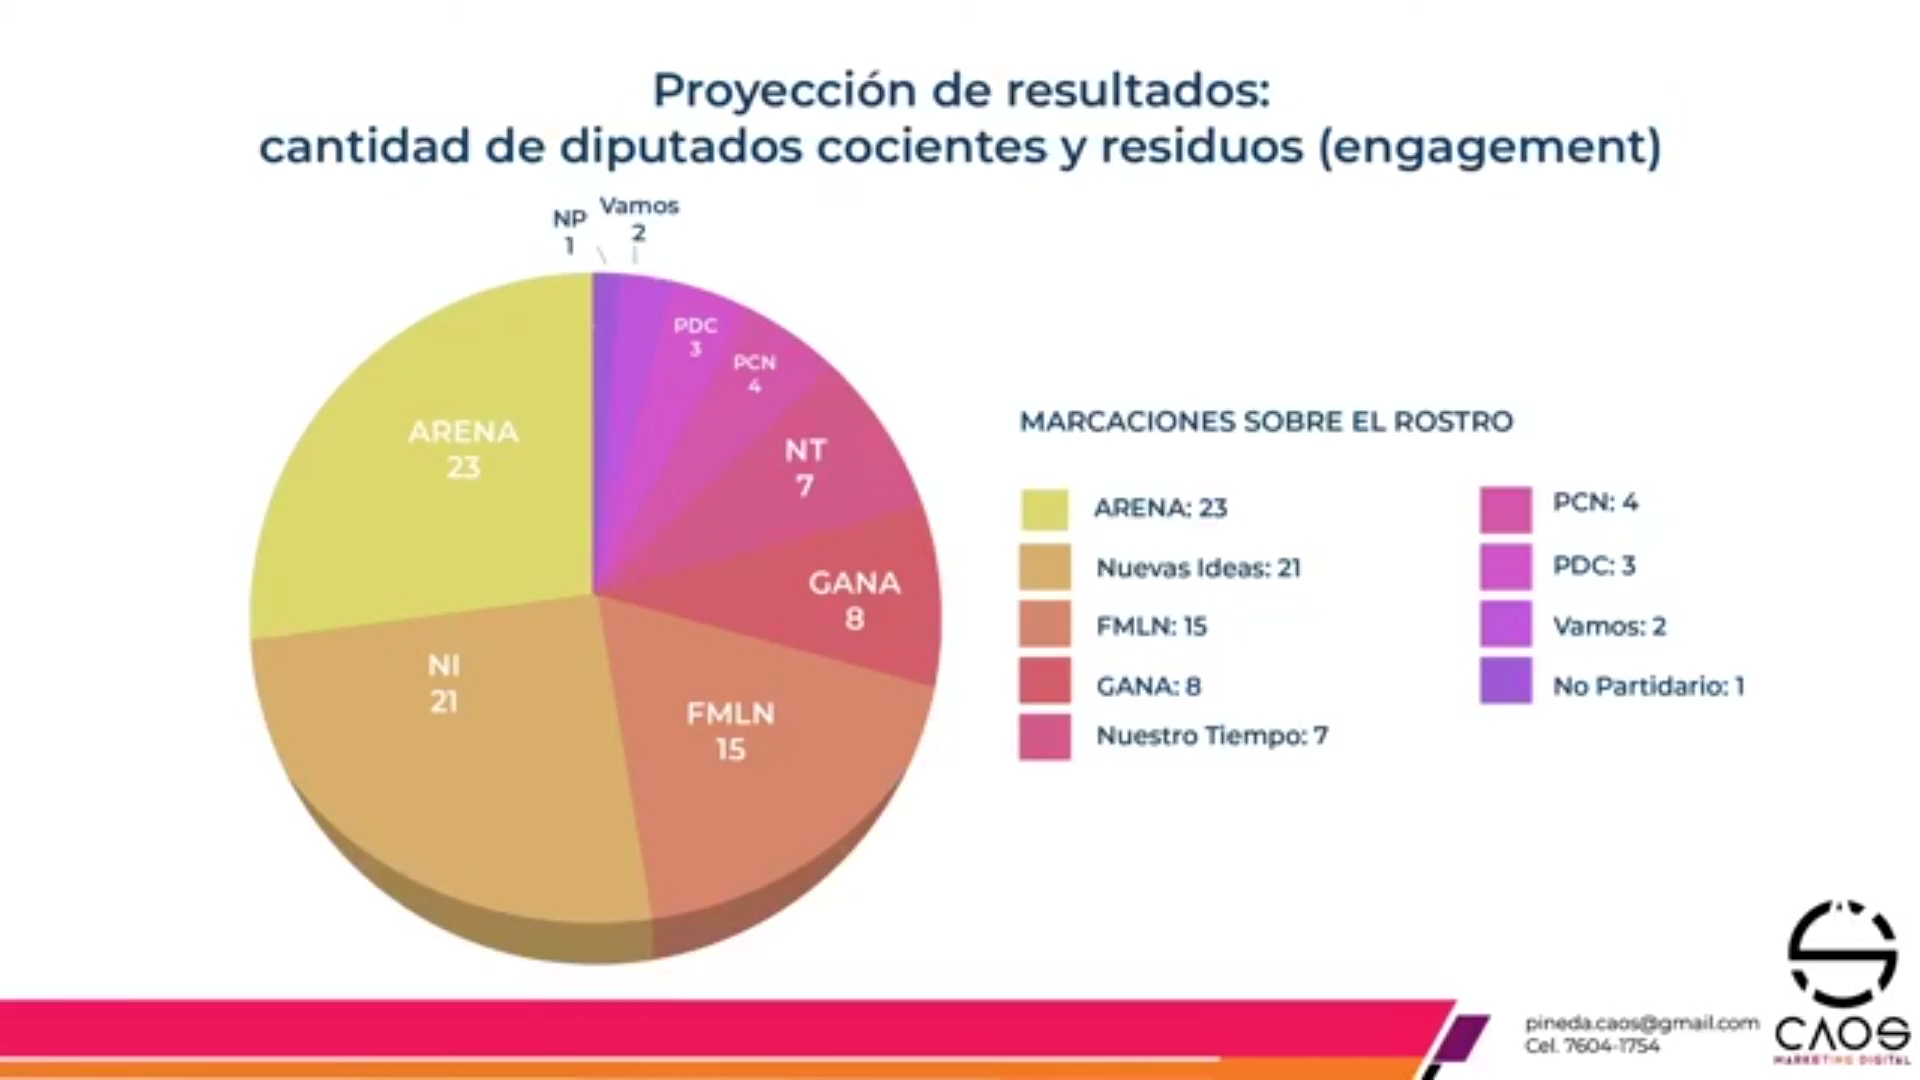 Proyección de resultados:
cantidad de diputados cocientes y residuos (engagement)
NP
1
Vamos
2
PDC
3
PCN
4
NT
7
GANA
8
FMLN
15
NI
21
ARENA
23
MARCACIONES SOBRE EL ROSTRO
ARENA: 23
Nuevas Ideas: 21
FMLN: 15
GANA: 8
Nuestro Tiempo: 7
PCN: 4
PDC: 3
Vamos: 2
No Partidario: 1
pineda.caos@gmail.com
Cel. 7604-1754
CAOS
MARKETING DIGITAL